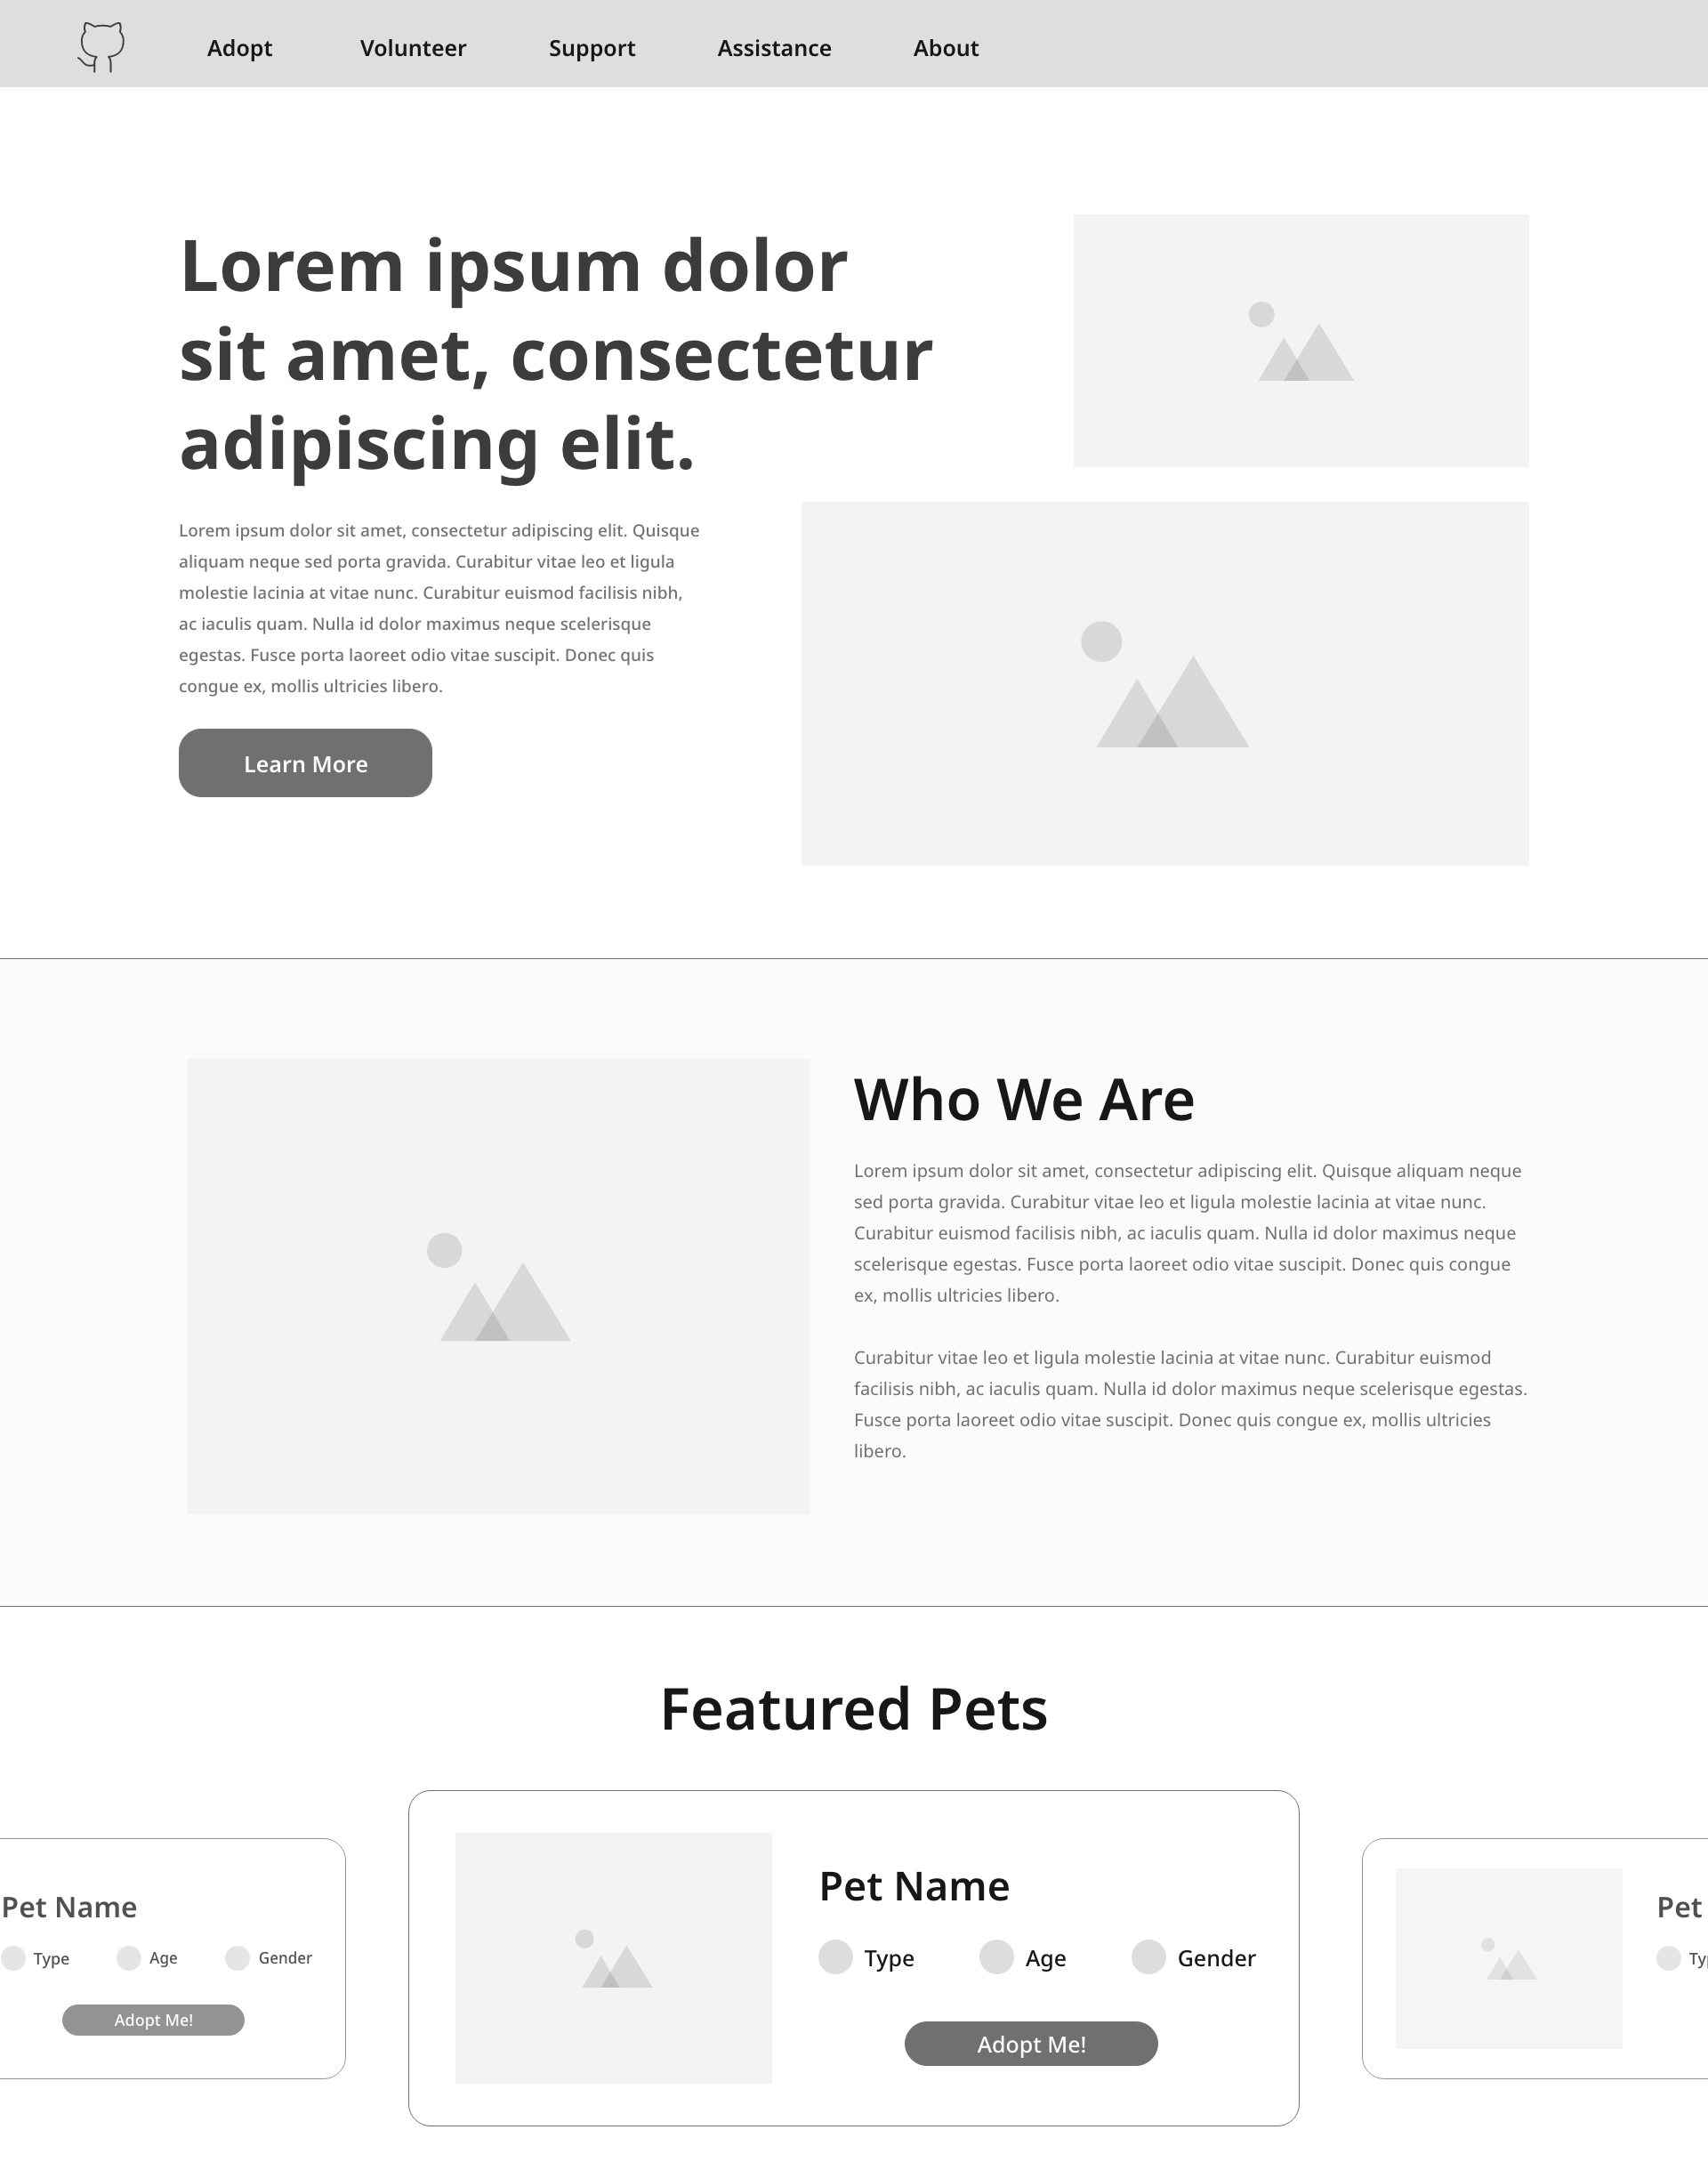 Adopt Volunteer Support Assistance About
Lorem ipsum dolor
sit amet, consectetur
adipiscing elit.
Lorem ipsum dolor sit amet, consectetur adipiscing elit. Quisque
aliquam neque sed porta gravida. Curabitur vitae leo et ligula
molestie lacinia at vitae nunc. Curabitur euismod facilisis nibh,
ac iaculis quam. Nulla id dolor maximus neque scelerisque
egestas. Fusce porta laoreet odio vitae suscipit. Donec quis
congue ex, mollis ultricies libero.
Learn More
Who We Are
Lorem ipsum dolor sit amet, consectetur adipiscing elit. Quisque aliquam neque
sed porta gravida. Curabitur vitae leo et ligula molestie lacinia at vitae nunc.
Curabitur euismod facilisis nibh, ac iaculis quam. Nulla id dolor maximus neque
scelerisque egestas. Fusce porta laoreet odio vitae suscipit. Donec quis congue
ex, mollis ultricies libero.
Curabitur vitae leo et ligula molestie lacinia at vitae nunc. Curabitur euismod
facilisis nibh, ac iaculis quam. Nulla id dolor maximus neque scelerisque egestas.
Fusce porta laoreet odio vitae suscipit. Donec quis congue ex, mollis ultricies
libero.
Featured Pets
Pet Name
Type Age Gender
Adopt Me!
Pet Name
Type Age Gender
Adopt Me!
Pet